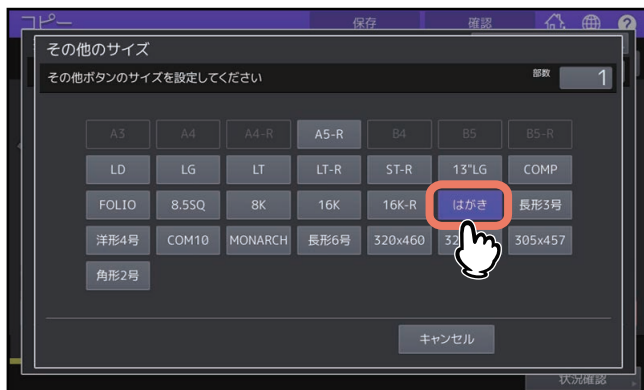 コピー 保存 確認
その他のサイズ
その他ボタンのサイズを設定してください 部数 1
A3 A4 A4-R A5-R B4 B5 B5-R
LD LG LT LT-R ST-R 13"LG COMP
FOLIO 8.5SQ 8K 16K 16K-R はがき 長形3号
洋形4号 COM10 MONARCH 長形6号 320x460 32 305x457
角形2号
キャンセル
状況確認